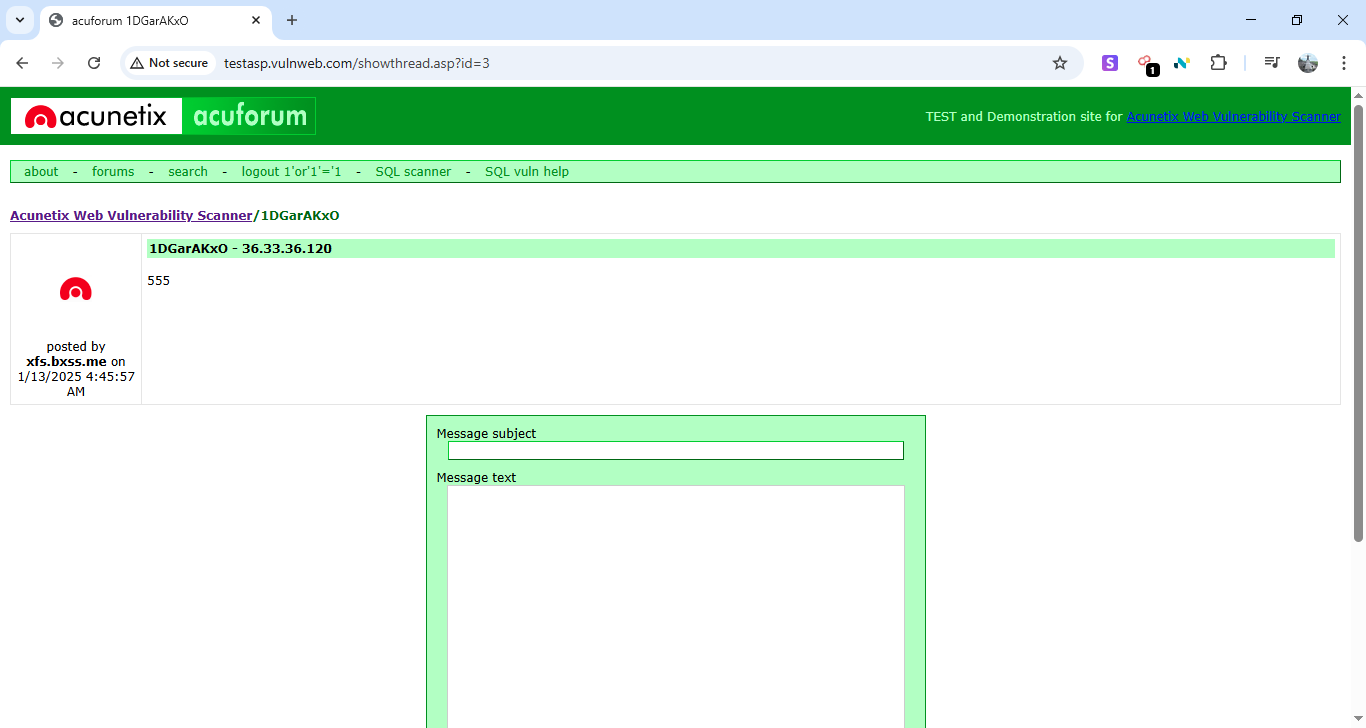 acuforum 1DGarAKxO
Not secure testasp.vulnweb.com/showthread.asp?id=3
S
1
acunetix acuforum
TEST and Demonstration site for Acunetix Web Vulnerability Scanner
about - forums - search - logout 1'or'1'='1 - SQL scanner - SQL vuln help
Acunetix Web Vulnerability Scanner/1DGarAKxO
1DGarAKxO - 36.33.36.120
555
posted by
xfs.bxss.me on
1/13/2025 4:45:57
AM
Message subject
Message text